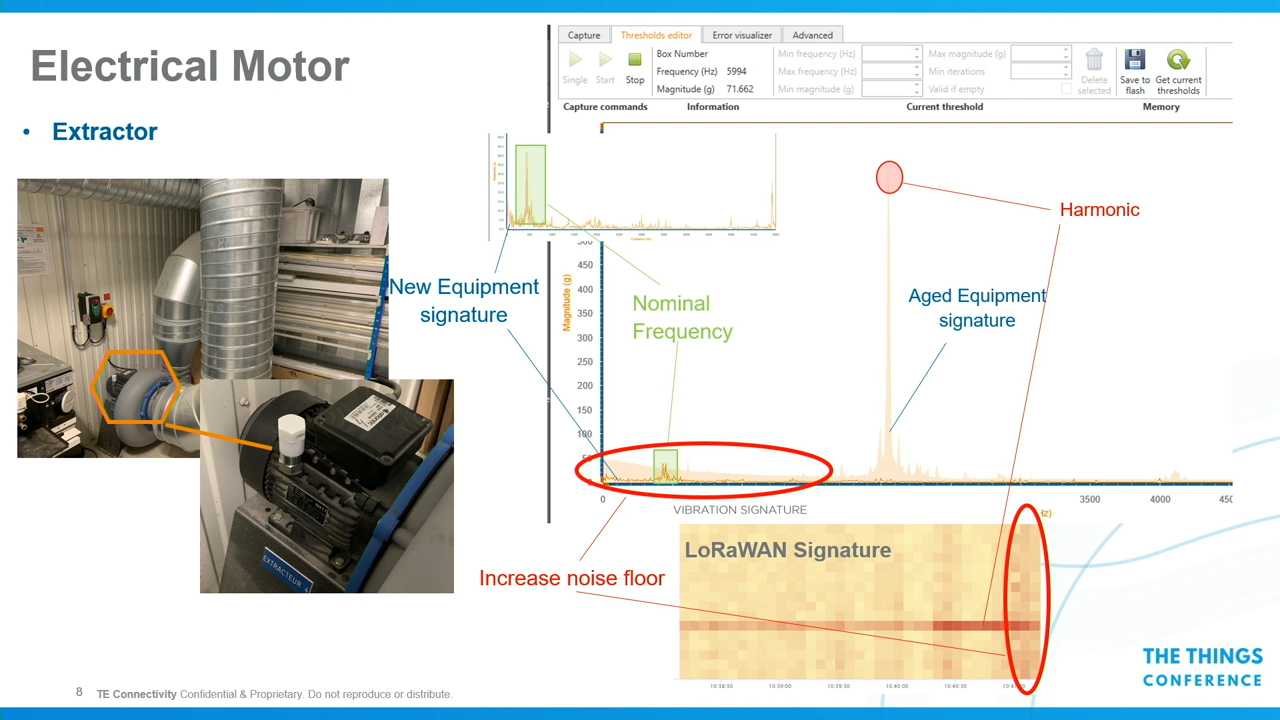 Electrical Motor
• Extractor
Capture
Thresholds editor
Error visualizer
Advanced
Single
Start
Stop
Box Number
Frequency (Hz) 5994
Magnitude (g) 71.662
Min frequency (Hz)
Max frequency (Hz)
Min magnitude (g)
Max magnitude (g)
Min iterations
Valid if empty
Delete
selected
Save to
flash
Get current
thresholds
Capture commands
Information
Current threshold
Memory
Harmonic
New Equipment
signature
Nominal
Frequency
Aged Equipment
signature
Magnitude (g)
450
400
350
300
250
200
150
100
0
3500
4000
450
Hz)
VIBRATION SIGNATURE
LoRaWAN Signature
Increase noise floor
EXTRACTEUR 4
10:38:30
10:39:00
10:39:30
10:40:00
10:40:30
THE THINGS
CONFERENCE
8 TE Connectivity Confidential & Proprietary. Do not reproduce or distribute.